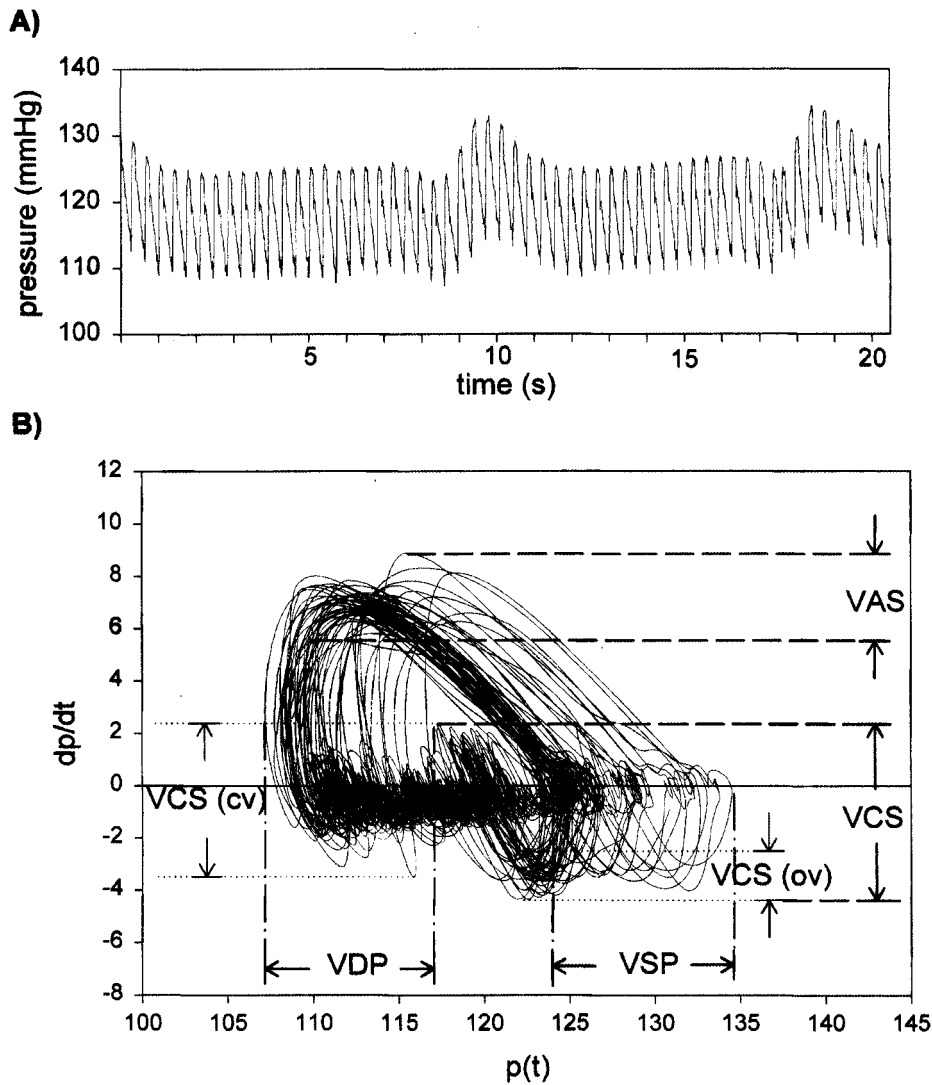 A)
140
130
120
110
100
pressure (mmHg)
5 10 15 20
time (s)
B)
12
10
8
6
4
2
0
-2
-4
-6
-8
dp/dt
VAS
VCS (cv)
VCS
VCS (ov)
VDP
VSP
100 105 110 115 120 125 130 135 140 145
p(t)